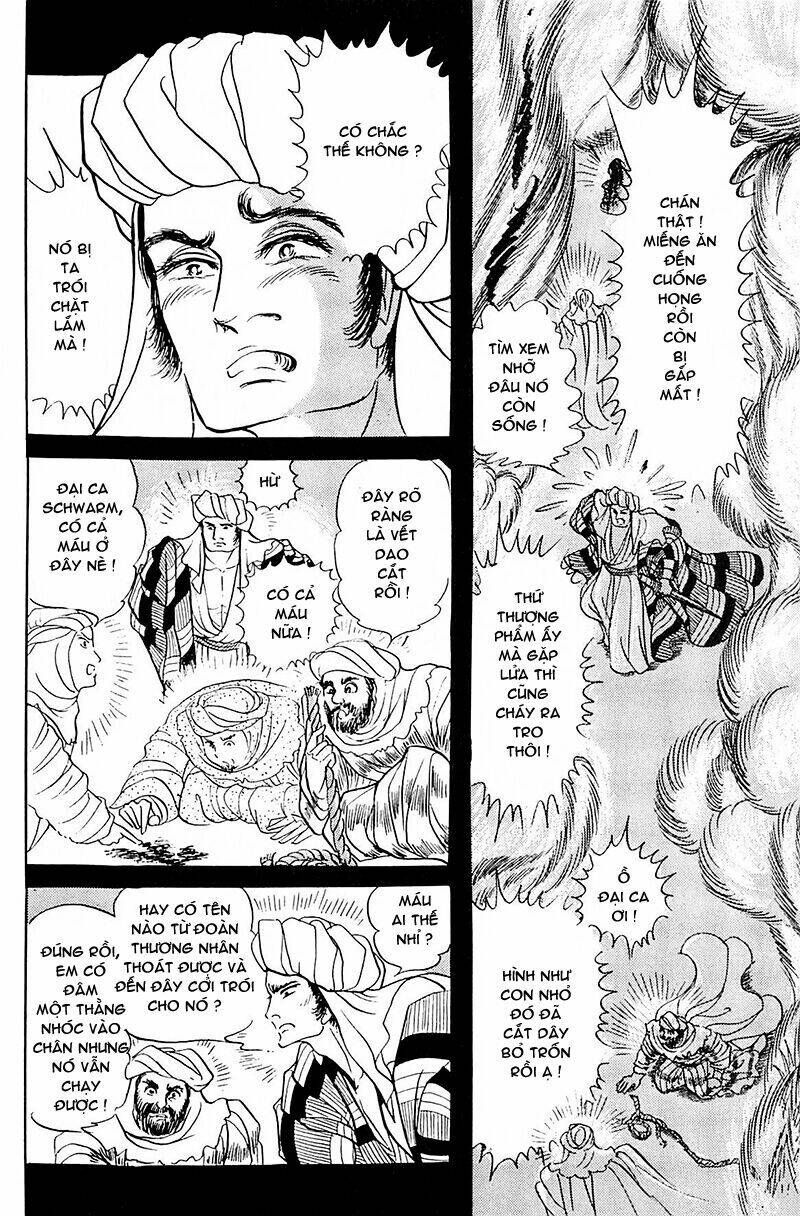 CHÁN
THẬT !
MIẾNG ĂN
ĐẾN
CUỐNG
HỌNG
RỒI
CÒN
BỊ
GẮP
MẤT !
TÌM XEM
NHỠ
ĐÂU NÓ
CÒN
SỐNG !
THỨ
THƯƠNG
PHẨM ẤY
MÀ GẶP
LỬA THÌ
CŨNG
CHÁY RA
TRO
THÔI !
Ồ
ĐẠI CA
ƠI !
HÌNH NHƯ
CON NHỎ
ĐÓ ĐÃ
CẮT DÂY
BỎ TRỐN
RỒI Ạ !
CÓ CHẮC
THẾ KHÔNG ?
NÓ BỊ
TA
TRÓI
CHẶT
LẮM
MÀ !
ĐÂY RÕ
RÀNG
LÀ VẾT
DAO
CẮT
RỒI !
HỪ
CÓ CẢ
MÁU
NỮA !
ĐẠI CA
SCHWARM,
CÓ CẢ
MÁU Ở
ĐÂY NÈ !
MÁU
AI THẾ
NHỈ ?
HAY CÓ TÊN
NÀO TỪ ĐOÀN
THƯƠNG NHÂN
THOÁT ĐƯỢC VÀ
ĐẾN ĐÂY CỞI TRÓI
CHO NÓ ?
ĐÚNG RỒI,
EM CÓ
ĐÂM
MỘT THẰNG
NHỐC VÀO
CHÂN NHƯNG
NÓ VẪN
CHẠY
ĐƯỢC !